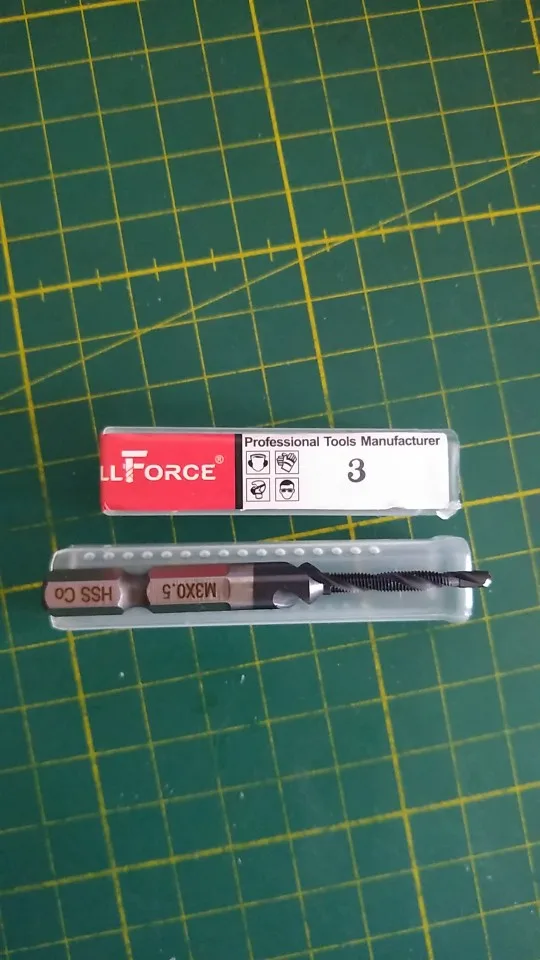 LLFORCE®
Professional Tools Manufacturer
3
HSS Co
M3X0.5